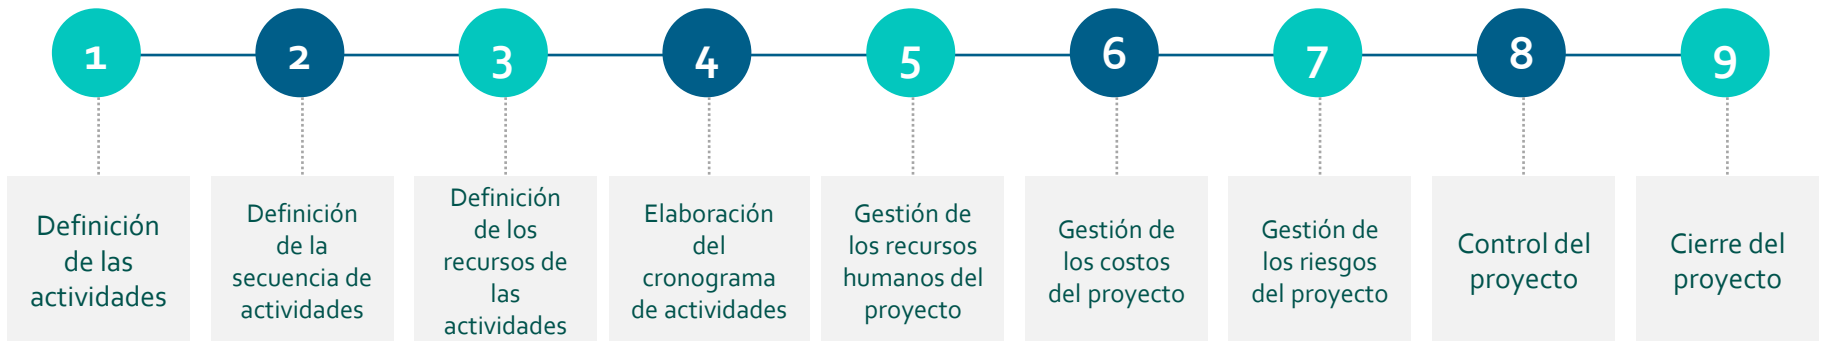 1
2
3
4
5
6
7
8
9
Definición
de las
actividades
Definición
de la
secuencia de
actividades
Definición
de los
recursos de
las
actividades
Elaboración
del
cronograma
de actividades
Gestión de
los recursos
humanos del
proyecto
Gestión de
los costos
del proyecto
Gestión de
los riesgos
del proyecto
Control del
proyecto
Cierre del
proyecto